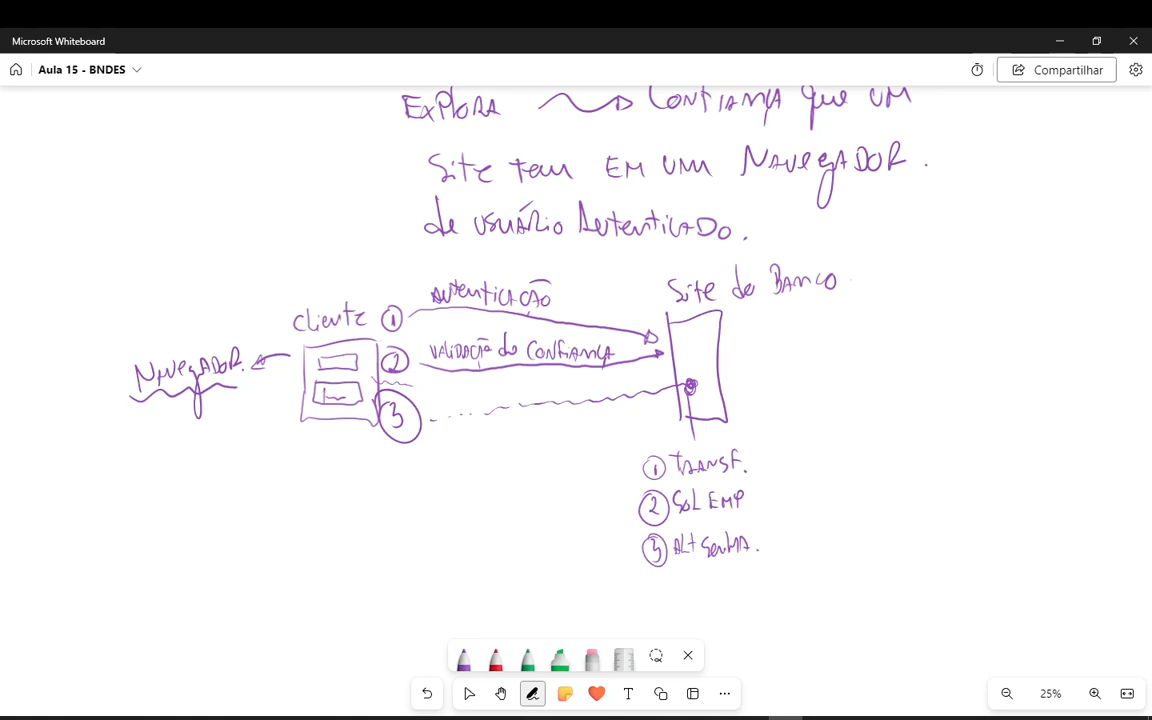 Microsoft Whiteboard
Aula 15 - BNDES
Compartilhar
EXPLORA CONFIANÇA que UM
Site tem EM UM NAVEGADOR.
de USUÁRIO AUTENTICADO.
Site do BANCO
AUTENTICAÇÃO
Cliente 1
NAVEGADOR.
2 VALIDAÇÃO do CONFIANÇA
3
1 TRANSF.
2 Sol EMP
3 ALT SENHA.
25%